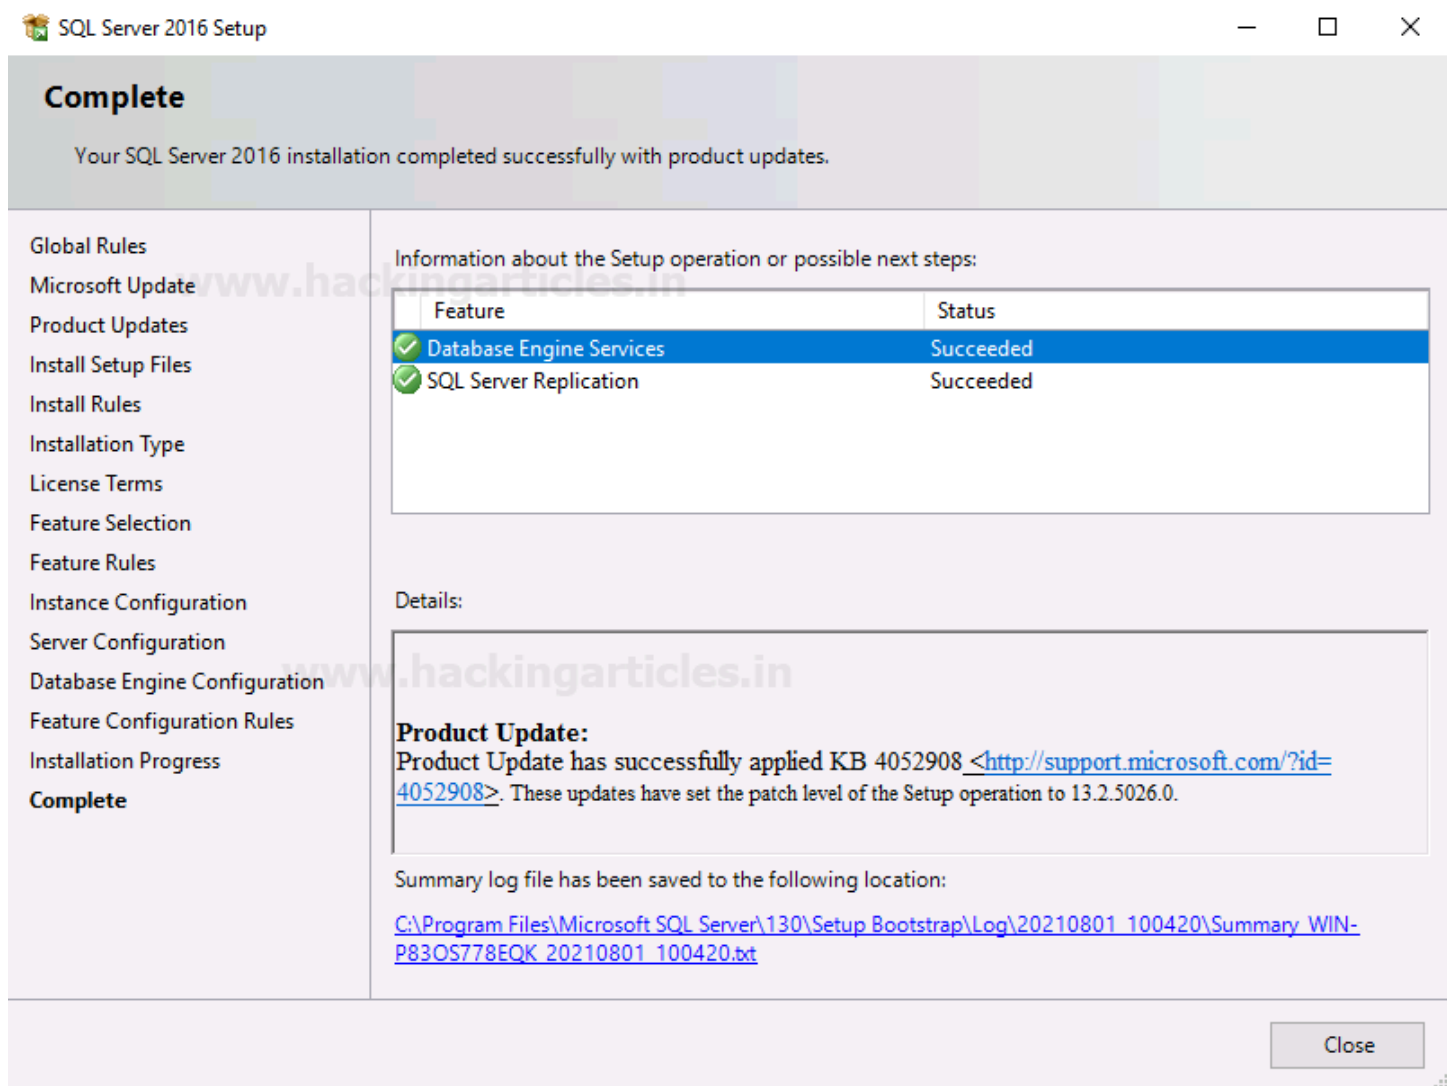 SQL Server 2016 Setup
Complete
Your SQL Server 2016 installation completed successfully with product updates.
Global Rules
Microsoft Update
Product Updates
Install Setup Files
Install Rules
Installation Type
License Terms
Feature Selection
Feature Rules
Instance Configuration
Server Configuration
Database Engine Configuration
Feature Configuration Rules
Installation Progress
Complete
Information about the Setup operation or possible next steps:
www.hackingarticles.in
Feature Status
Database Engine Services Succeeded
SQL Server Replication Succeeded
Details:
www.hackingarticles.in
Product Update:
Product Update has successfully applied KB 4052908 <http://support.microsoft.com/?id=
4052908>. These updates have set the patch level of the Setup operation to 13.2.5026.0.
Summary log file has been saved to the following location:
C:\Program Files\Microsoft SQL Server\130\Setup Bootstrap\Log\20210801_100420\Summary_WIN-
P83OS778EQK_20210801_100420.txt
Close